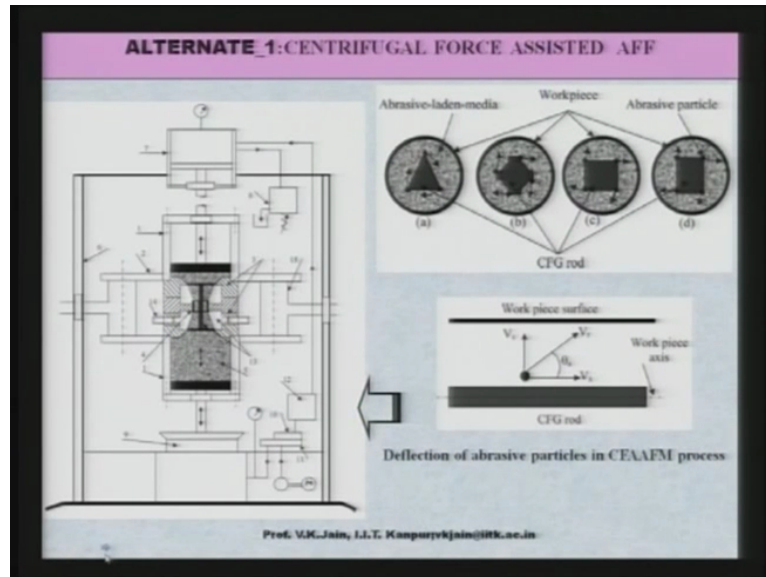 ALTERNATE_1:CENTRIFUGAL FORCE ASSISTED AFF
Abrasive-laden-media
Workpiece
Abrasive particle
(a)
(b)
(c)
(d)
CFG rod
Work piece surface
Work piece
axis
CFG rod
Deflection of abrasive particles in CFAAFM process
Prof. V.K.Jain, I.I.T. Kanpur;vkjain@iitk.ac.in